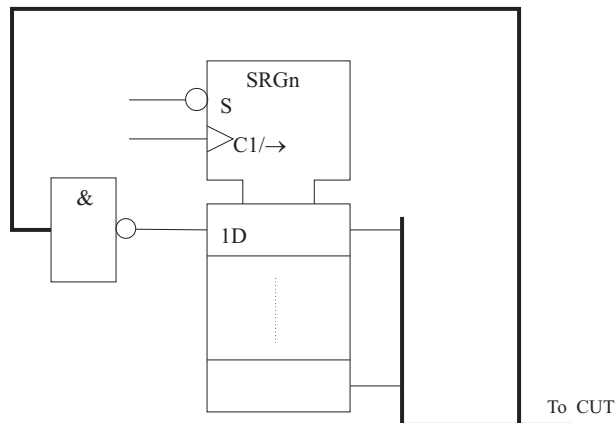 SRGn
S
C1/→
&
1D
To CUT